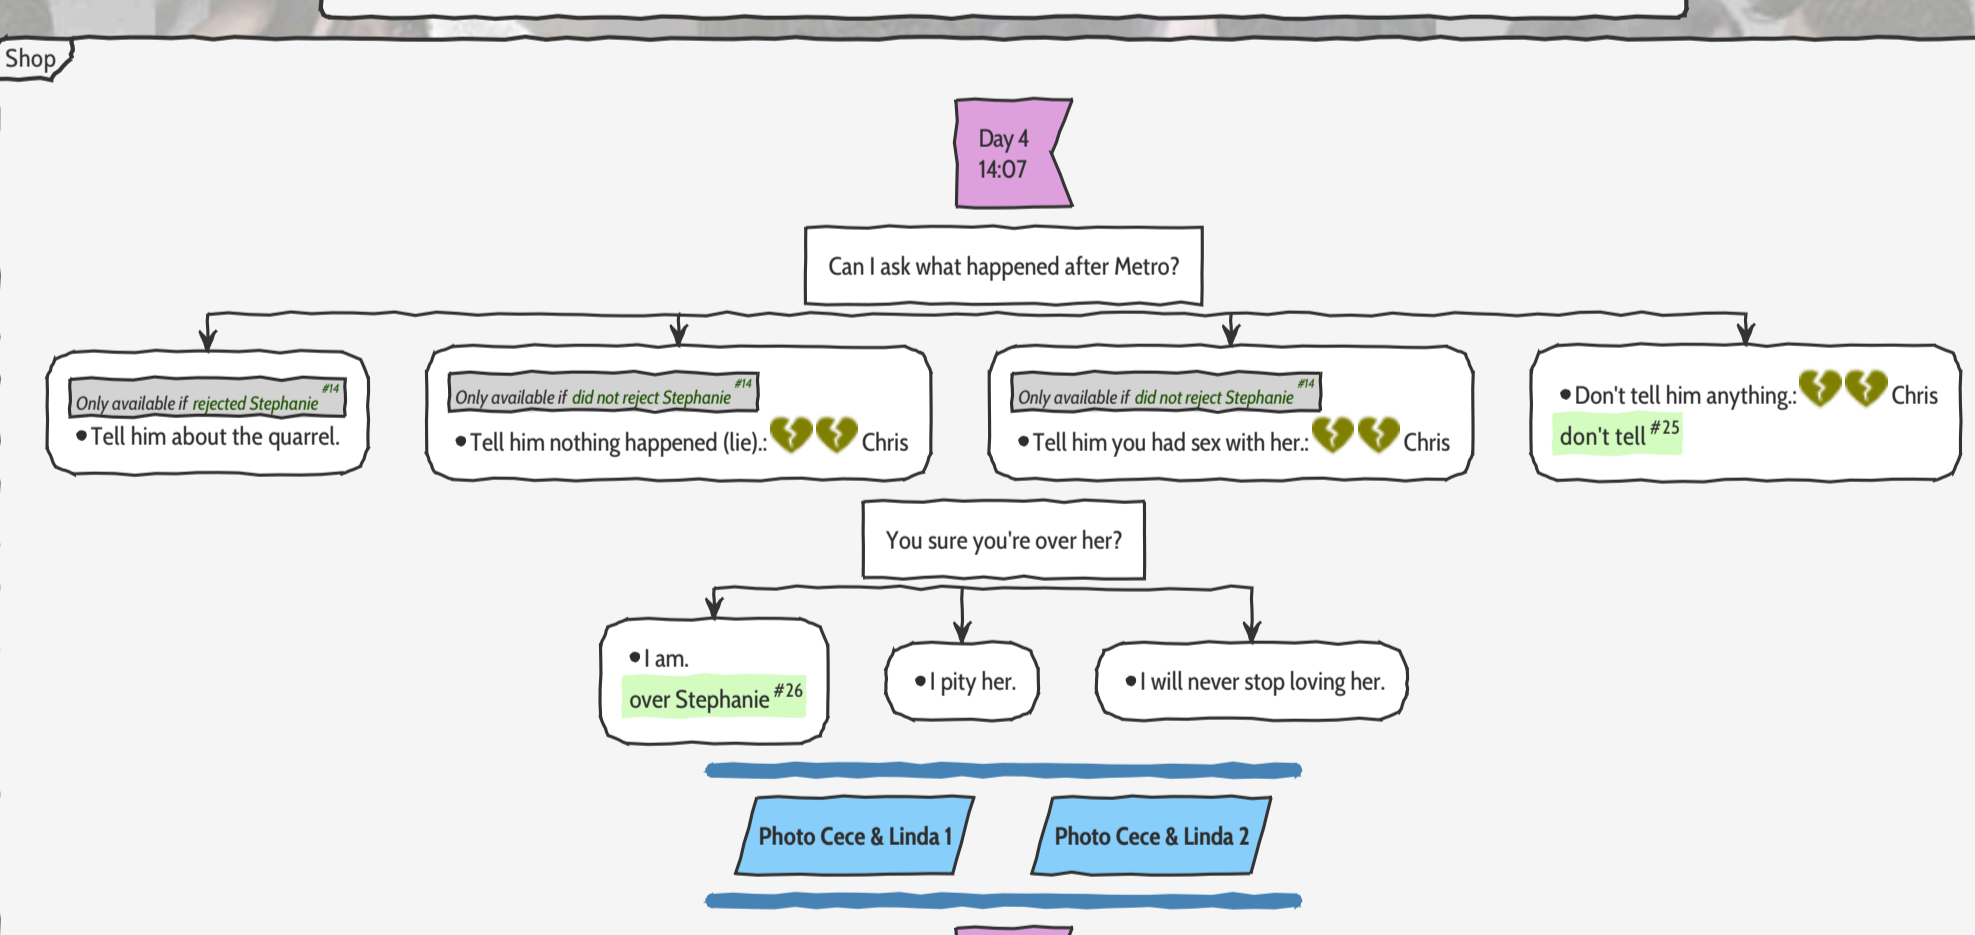 Shop
Day 4
14:07
Can I ask what happened after Metro?
Only available if rejected Stephanie #14
•Tell him about the quarrel.
Only available if did not reject Stephanie #14
•Tell him nothing happened (lie).: Chris
Only available if did not reject Stephanie #14
•Tell him you had sex with her.: Chris
•Don't tell him anything.: Chris
don't tell #25
You sure you're over her?
•I am.
over Stephanie #26
•I pity her.
•I will never stop loving her.
Photo Cece & Linda 1
Photo Cece & Linda 2